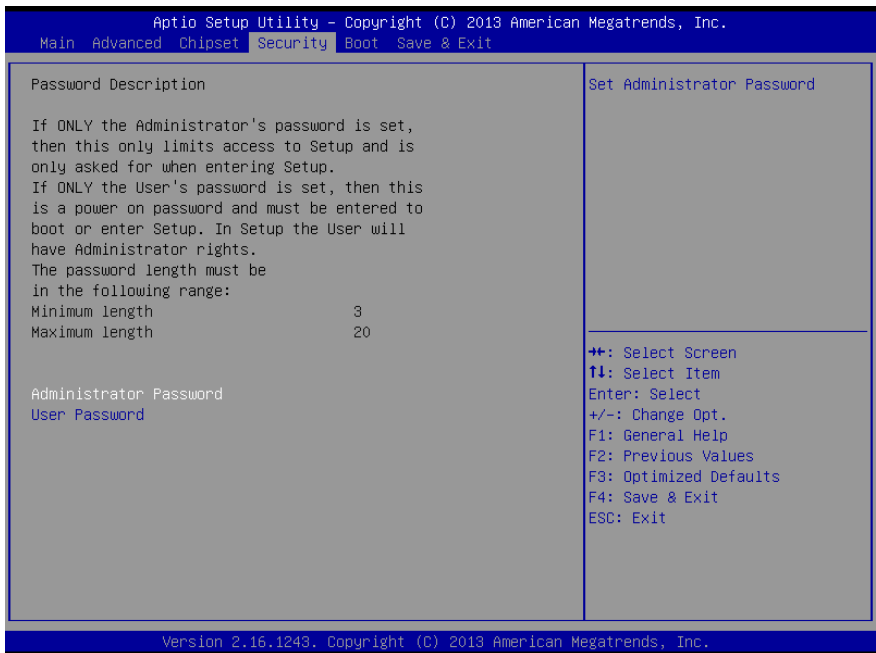 Aptio Setup Utility – Copyright (C) 2013 American Megatrends, Inc.
Main Advanced Chipset Security Boot Save & Exit
Password Description
If ONLY the Administrator's password is set,
then this only limits access to Setup and is
only asked for when entering Setup.
If ONLY the User's password is set, then this
is a power on password and must be entered to
boot or enter Setup. In Setup the User will
have Administrator rights.
The password length must be
in the following range:
Minimum length 3
Maximum length 20
Administrator Password
User Password
Set Administrator Password
→←: Select Screen
↑↓: Select Item
Enter: Select
+/-: Change Opt.
F1: General Help
F2: Previous Values
F3: Optimized Defaults
F4: Save & Exit
ESC: Exit
Version 2.16.1243. Copyright (C) 2013 American Megatrends, Inc.